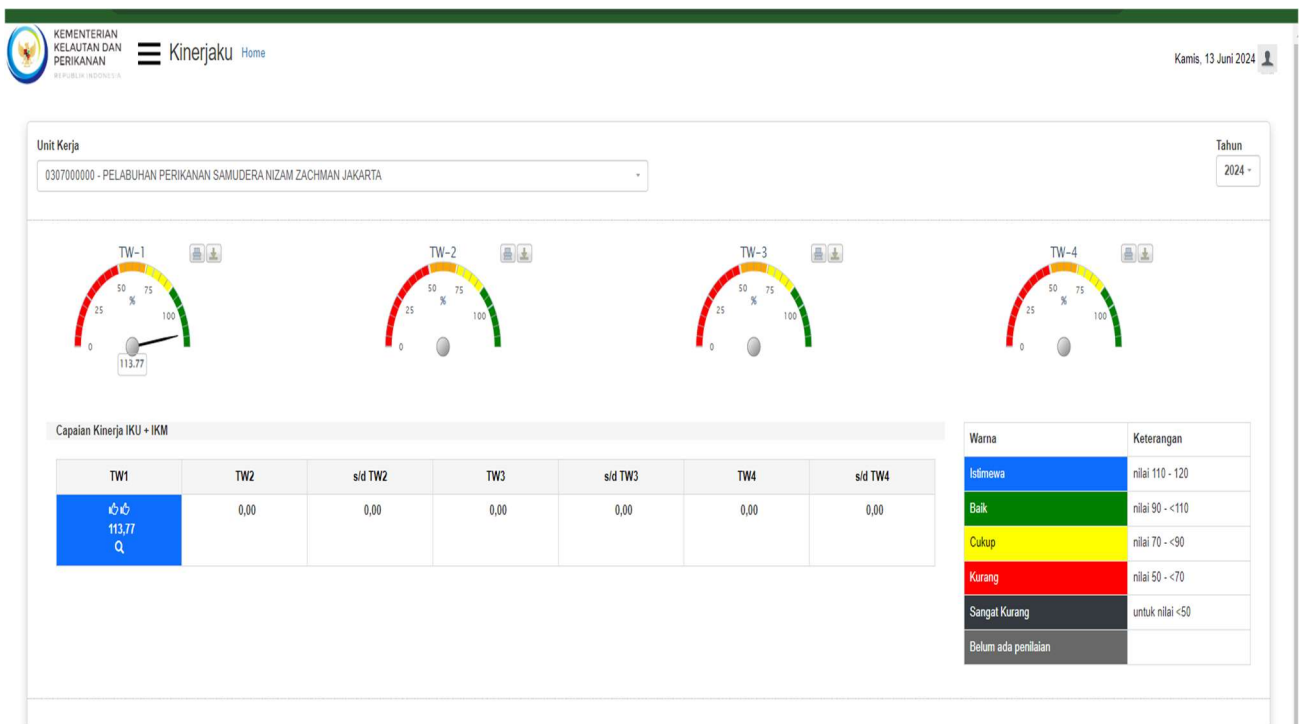 KEMENTERIAN
KELAUTAN DAN
PERIKANAN
REPUBLIK INDONESIA
Kinerjaku Home
Kamis, 13 Juni 2024
Unit Kerja
Tahun
0307000000 - PELABUHAN PERIKANAN SAMUDERA NIZAM ZACHMAN JAKARTA
2024
TW-1
0 25 50 75 100
%
113.77
TW-2
0 25 50 75 100
%
TW-3
0 25 50 75 100
%
TW-4
0 25 50 75 100
%
Capaian Kinerja IKU + IKM
TW1 TW2 s/d TW2 TW3 s/d TW3 TW4 s/d TW4
113,77 0,00 0,00 0,00 0,00 0,00 0,00
Warna Keterangan
Istimewa nilai 110 - 120
Baik nilai 90 - <110
Cukup nilai 70 - <90
Kurang nilai 50 - <70
Sangat Kurang untuk nilai <50
Belum ada penilaian